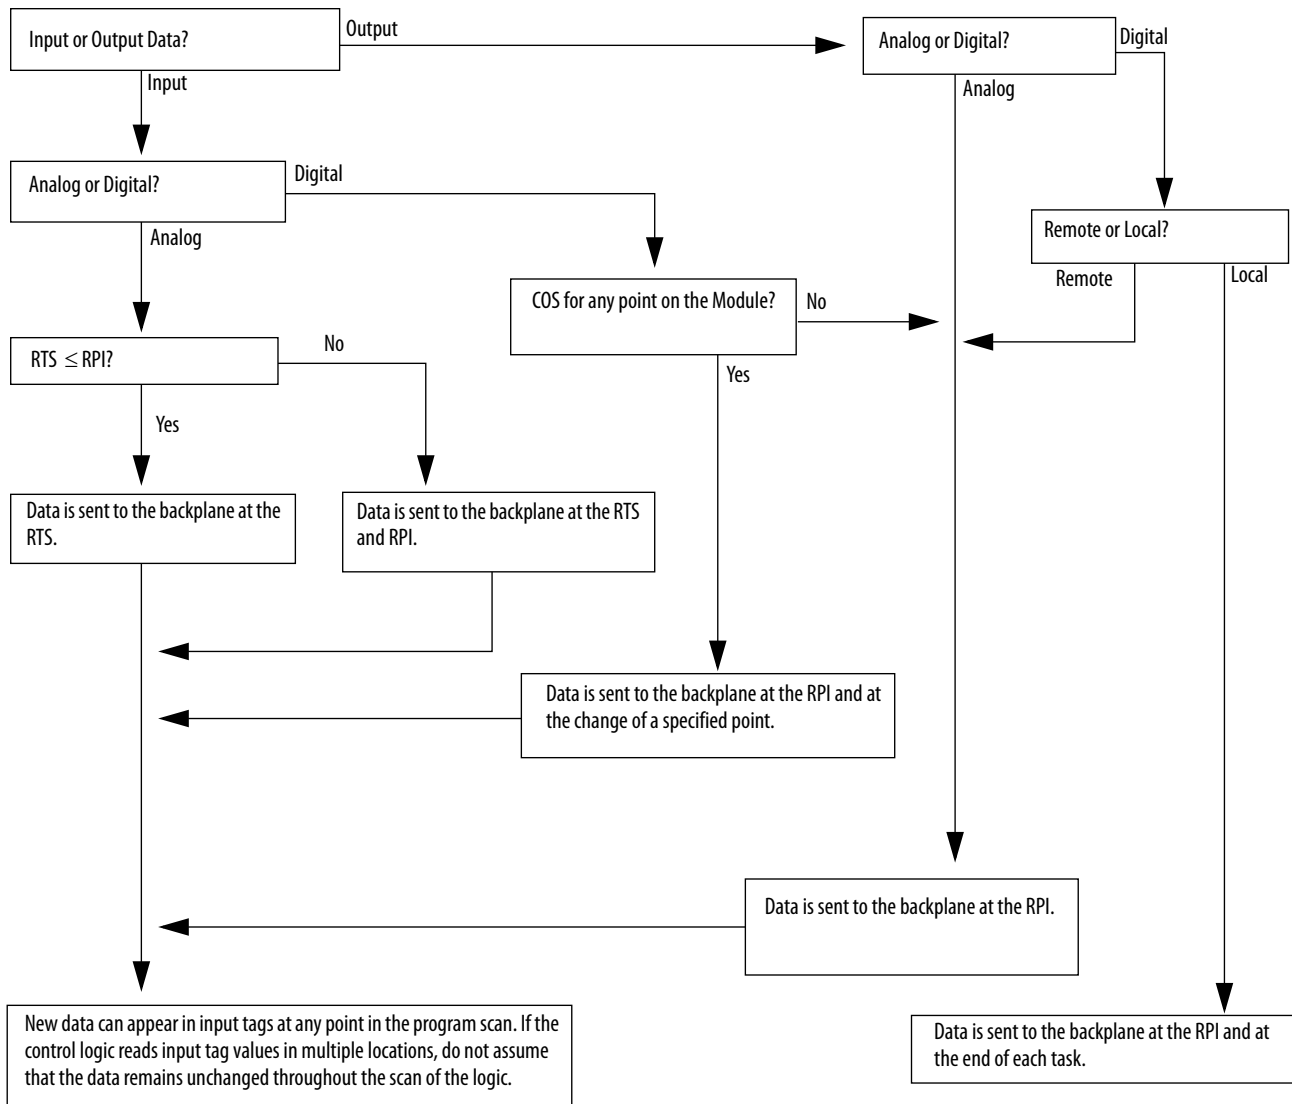 Input or Output Data?
Output
Analog or Digital?
Digital
Input
Analog
Analog or Digital?
Digital
Remote or Local?
Analog
Remote
Local
COS for any point on the Module?
No
RTS ≤ RPI?
No
Yes
Yes
Data is sent to the backplane at the
RTS.
Data is sent to the backplane at the RTS
and RPI.
Data is sent to the backplane at the RPI and at
the change of a specified point.
Data is sent to the backplane at the RPI.
New data can appear in input tags at any point in the program scan. If the
control logic reads input tag values in multiple locations, do not assume
that the data remains unchanged throughout the scan of the logic.
Data is sent to the backplane at the RPI and at
the end of each task.